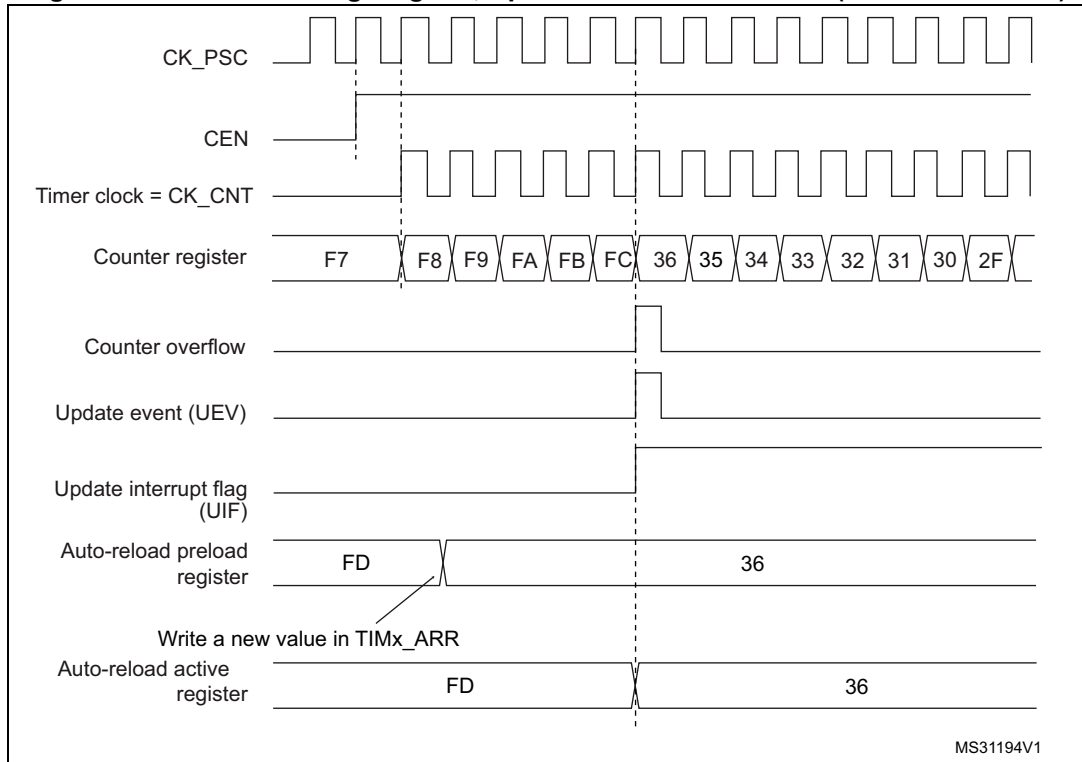 CK_PSC
CEN
Timer clock = CK_CNT
Counter register F7 F8 F9 FA FB FC 36 35 34 33 32 31 30 2F
Counter overflow
Update event (UEV)
Update interrupt flag
(UIF)
Auto-reload preload
register
FD 36
Write a new value in TIMx_ARR
Auto-reload active
register
FD 36
MS31194V1